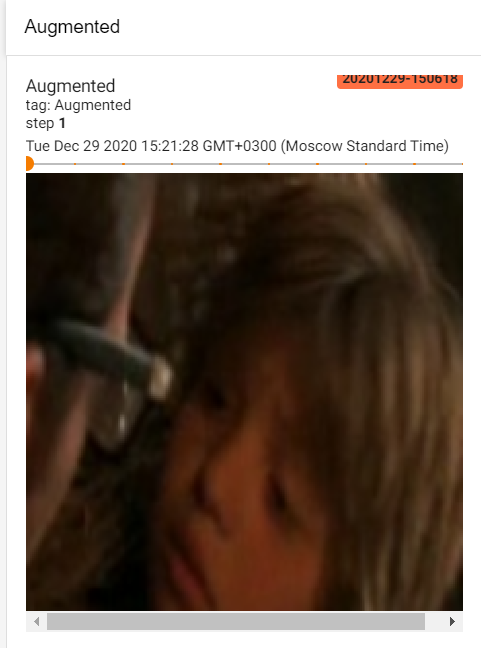 Augmented
Augmented
20201229-150618
tag: Augmented
step 1
Tue Dec 29 2020 15:21:28 GMT+0300 (Moscow Standard Time)